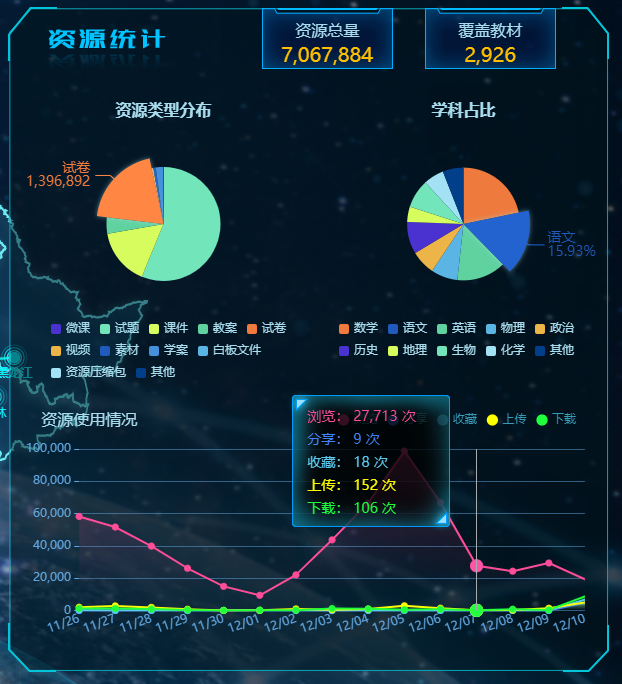 资源统计
资源总量
7,067,884
覆盖教材
2,926
资源类型分布
学科占比
试卷
1,396,892
语文
15.93%
微课 试题 课件 教案 试卷
视频 素材 学案 白板文件
资源压缩包 其他
数学 语文 英语 物理 政治
历史 地理 生物 化学 其他
黑龙江
林
资源使用情况
收藏 上传 下载
浏览: 27,713 次
分享: 9 次
收藏: 18 次
上传: 152 次
下载: 106 次
100,000
80,000
60,000
40,000
20,000
0
11/26 11/27 11/28 11/29 11/30 12/01 12/02 12/03 12/04 12/05 12/06 12/07 12/08 12/09 12/10